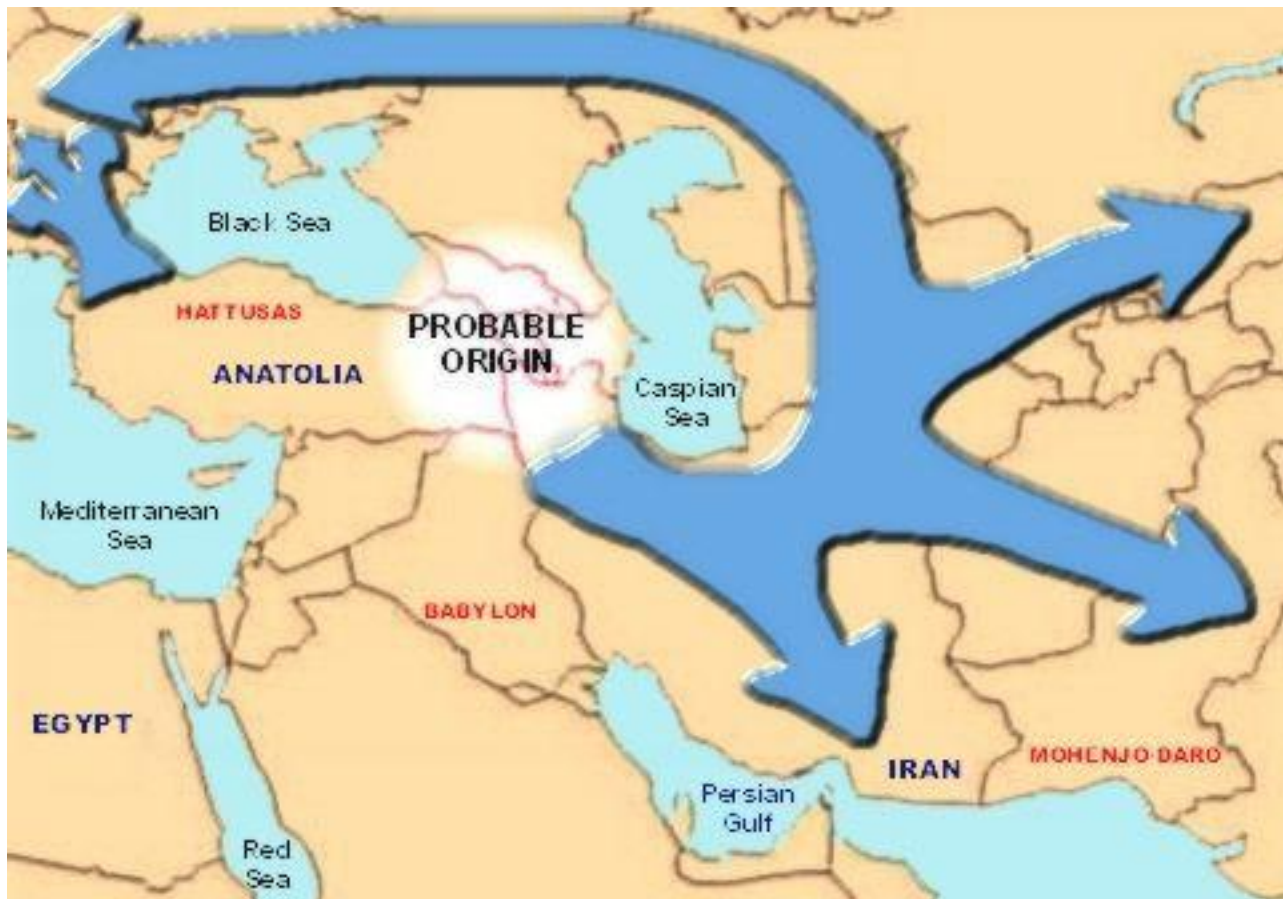 Black Sea
HATTUSAS
PROBABLE
ORIGIN
ANATOLIA
Caspian
Sea
Mediterranean
Sea
BABYLON
EGYPT
IRAN
MOHENJO-DARO
Persian
Gulf
Red
Sea